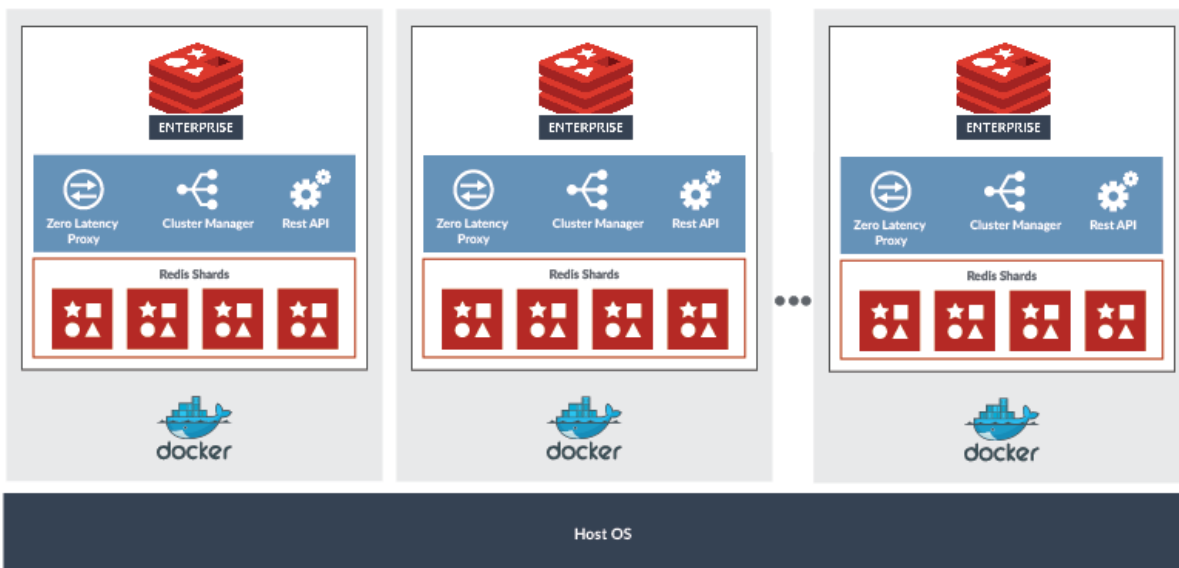 ENTERPRISE
Zero Latency
Proxy
Cluster Manager
Rest API
Redis Shards
docker
ENTERPRISE
Zero Latency
Proxy
Cluster Manager
Rest API
Redis Shards
docker
ENTERPRISE
Zero Latency
Proxy
Cluster Manager
Rest API
Redis Shards
docker
Host OS